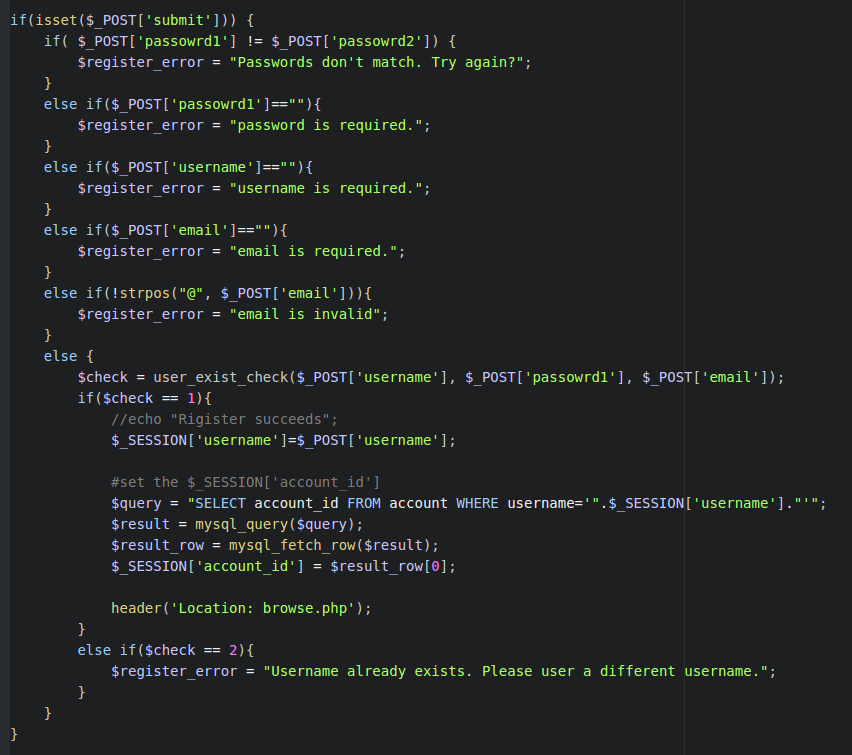 if(isset($_POST['submit'])) {
    if( $_POST['passowrd1'] != $_POST['passowrd2']) {
        $register_error = "Passwords don't match. Try again?";
    }
    else if($_POST['passowrd1']==""){
        $register_error = "password is required.";
    }
    else if($_POST['username']==""){
        $register_error = "username is required.";
    }
    else if($_POST['email']==""){
        $register_error = "email is required.";
    }
    else if(!strpos("@", $_POST['email'])){
        $register_error = "email is invalid";
    }
    else {
        $check = user_exist_check($_POST['username'], $_POST['passowrd1'], $_POST['email']);
        if($check == 1){
            //echo "Rigister succeeds";
            $_SESSION['username']=$_POST['username'];

            #set the $_SESSION['account_id']
            $query = "SELECT account_id FROM account WHERE username='".$_SESSION['username']."'";
            $result = mysql_query($query);
            $result_row = mysql_fetch_row($result);
            $_SESSION['account_id'] = $result_row[0];

            header('Location: browse.php');
        }
        else if($check == 2){
            $register_error = "Username already exists. Please user a different username.";
        }
    }
}